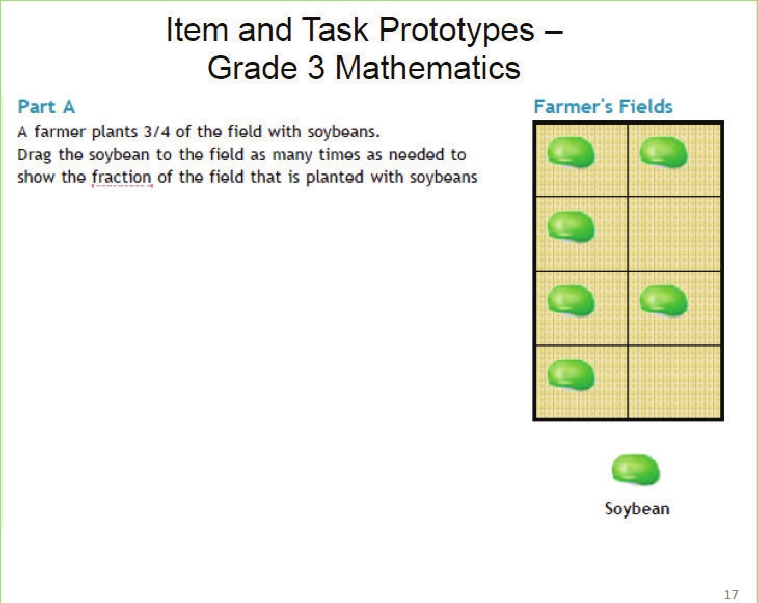 Item and Task Prototypes –
Grade 3 Mathematics
Part A
A farmer plants 3/4 of the field with soybeans.
Drag the soybean to the field as many times as needed to
show the fraction of the field that is planted with soybeans
Farmer's Fields
Soybean
17